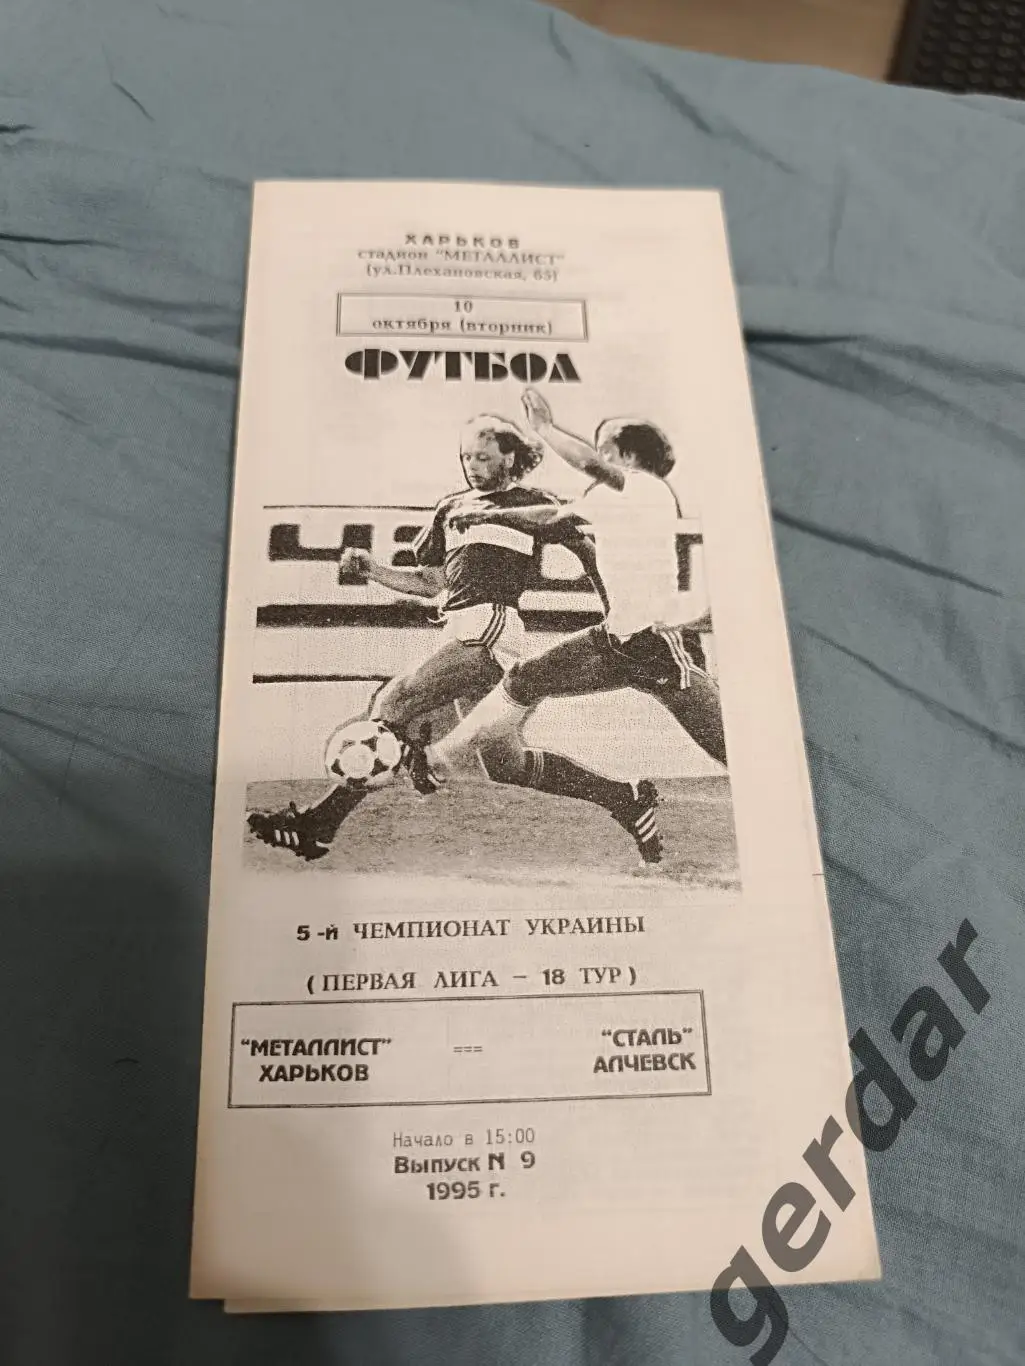 ХАРЬКОВ
стадион "МЕТАЛЛИСТ"
(ул.Плехановская, 65)
10
октября (вторник)
ФУТБОЛ
5-й ЧЕМПИОНАТ УКРАИНЫ
(ПЕРВАЯ ЛИГА - 18 ТУР)
"МЕТАЛЛИСТ" === "СТАЛЬ"
ХАРЬКОВ АЛЧЕВСК
Начало в 15:00
Выпуск N 9
1995 г.
gerdar